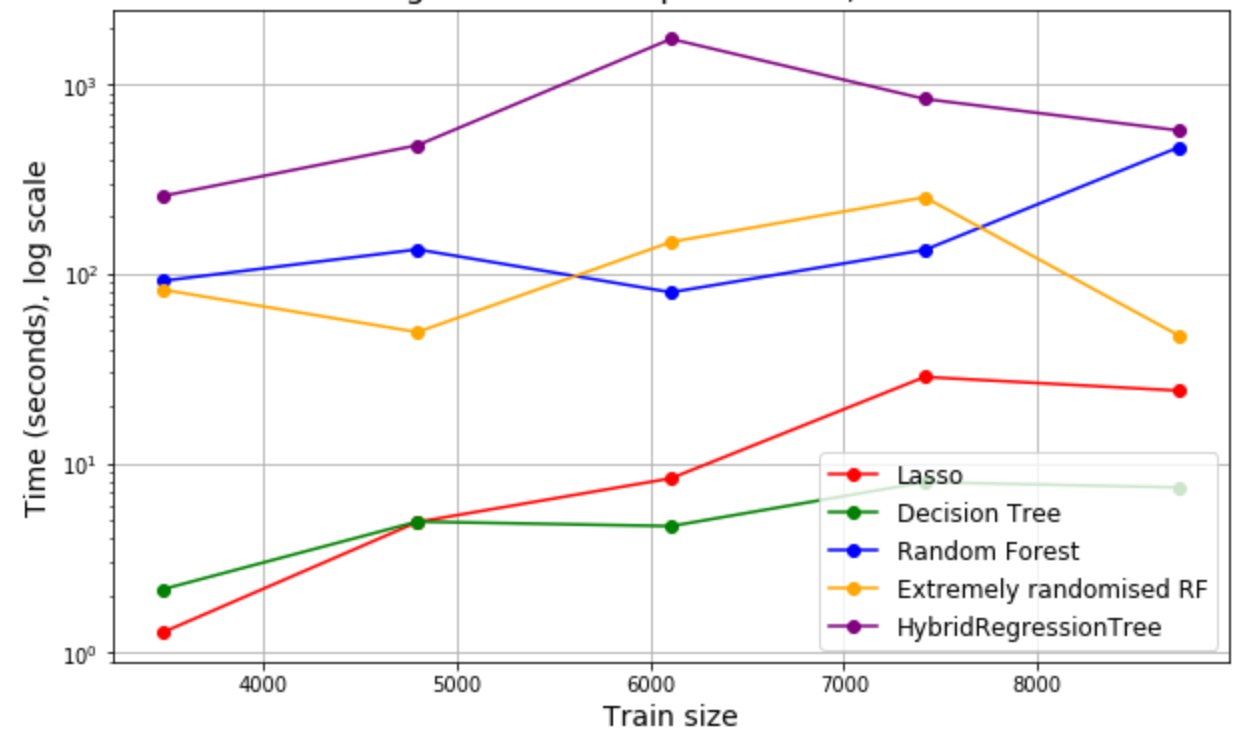 Time (seconds), log scale
10³
10²
10¹
10⁰
4000 5000 6000 7000 8000
Train size
Lasso
Decision Tree
Random Forest
Extremely randomised RF
HybridRegressionTree